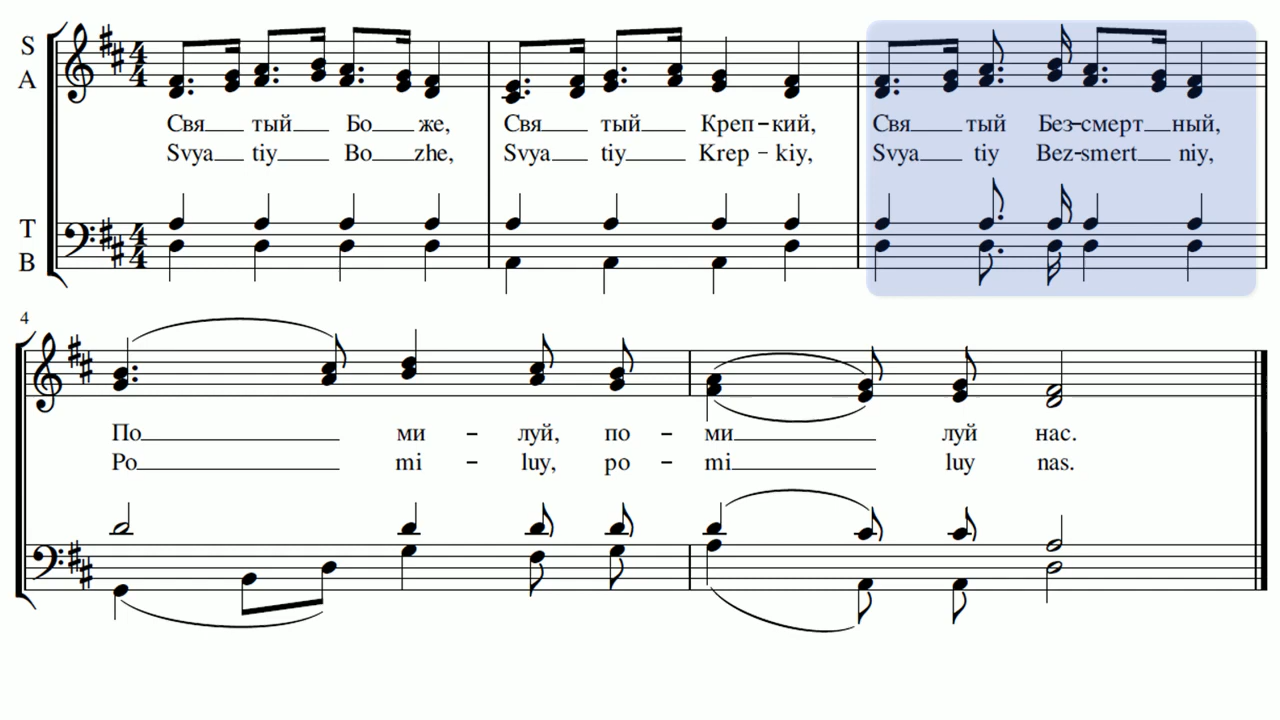 S
A
Свя тый Бо же, Свя тый Креп-кий, Свя тый Без-смерт ный,
Svya tiy Bo zhe, Svya tiy Krep - kiy, Svya tiy Bez-smert niy,
T
B
4
По ми - луй, по - ми луй нас.
Po mi - luy, po - mi luy nas.